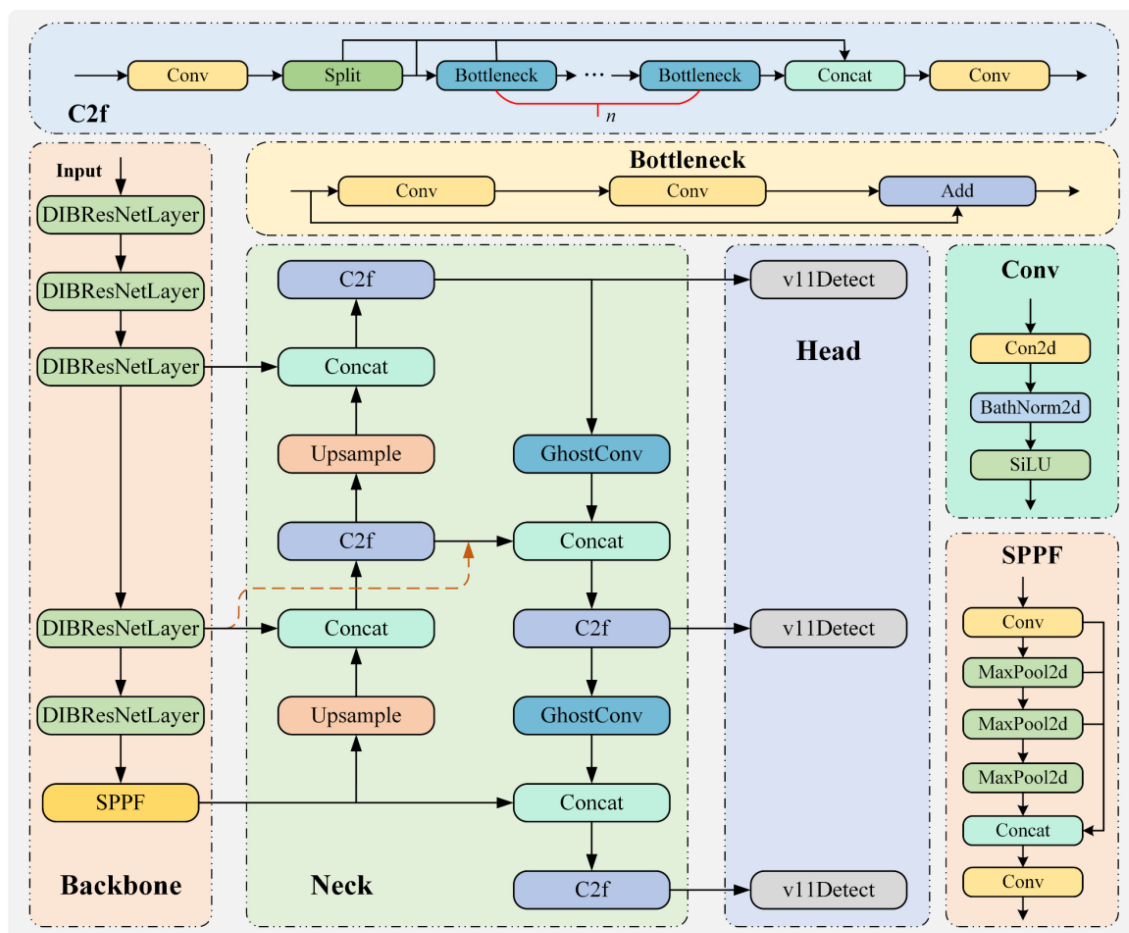 Conv
Split
Bottleneck
...
Bottleneck
Concat
Conv
n
C2f
Input
DIBResNetLayer
DIBResNetLayer
DIBResNetLayer
DIBResNetLayer
DIBResNetLayer
SPPF
Backbone
Bottleneck
Conv
Conv
Add
C2f
Concat
Upsample
C2f
Concat
Upsample
GhostConv
Concat
C2f
GhostConv
Concat
C2f
Neck
v11Detect
Head
v11Detect
v11Detect
Conv
Con2d
BathNorm2d
SiLU
SPPF
Conv
MaxPool2d
MaxPool2d
MaxPool2d
Concat
Conv